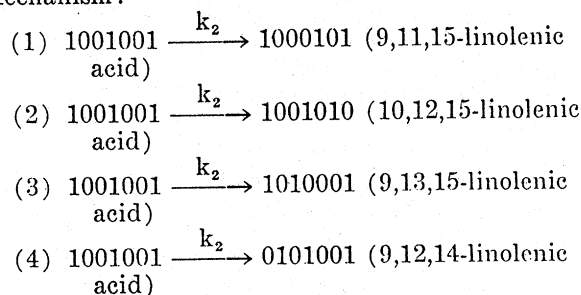 (1) 1001001 k₂ → 1000101 (9,11,15-linolenic
acid)
(2) 1001001 k₂ → 1001010 (10,12,15-linolenic
acid)
(3) 1001001 k₂ → 1010001 (9,13,15-linolenic
acid)
(4) 1001001 k₂ → 0101001 (9,12,14-linolenic
acid)